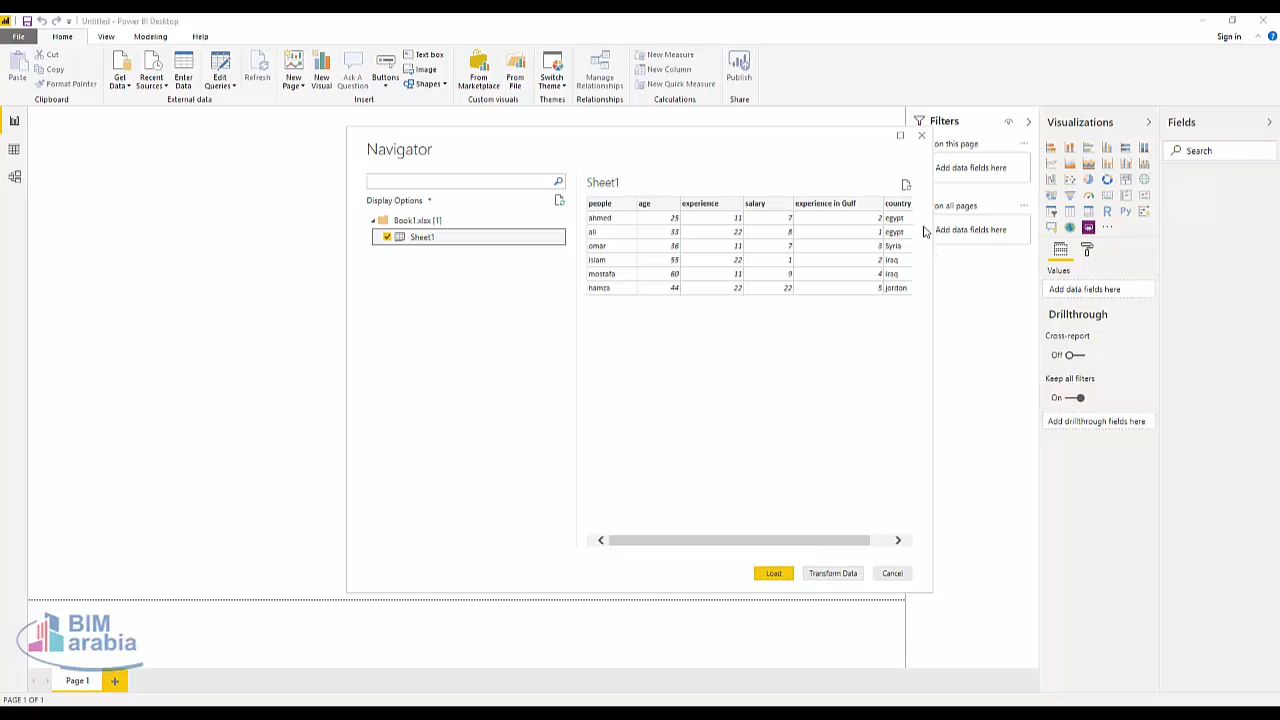 Untitled - Power BI Desktop
File Home View Modeling Help Sign in
Paste Cut Copy Format Painter Clipboard
Get Data Recent Sources Enter Data Edit Queries External data
Refresh
New Page New Visual Ask A Question Buttons Text box Image Shapes Insert
From Marketplace From File Custom visuals
Switch Theme Themes
Manage Relationships Relationships
New Measure New Column New Quick Measure Calculations
Publish Share
Navigator
Display Options
Book1.xlsx [1]
Sheet1
Sheet1
people age experience salary experience in Gulf country
ahmed 25 11 7 2 egypt
ali 33 22 8 1 egypt
omar 36 11 7 3 Syria
islam 55 22 1 2 iraq
mostafa 60 11 9 4 iraq
hamza 44 22 22 5 jordan
Load Transform Data Cancel
Filters
on this page
Add data fields here
on all pages
Add data fields here
Visualizations
R Py
Values
Add data fields here
Drillthrough
Cross-report
Off
Keep all filters
On
Add drillthrough fields here
Fields
Search
BIM
arabia
Page 1
PAGE 1 OF 1